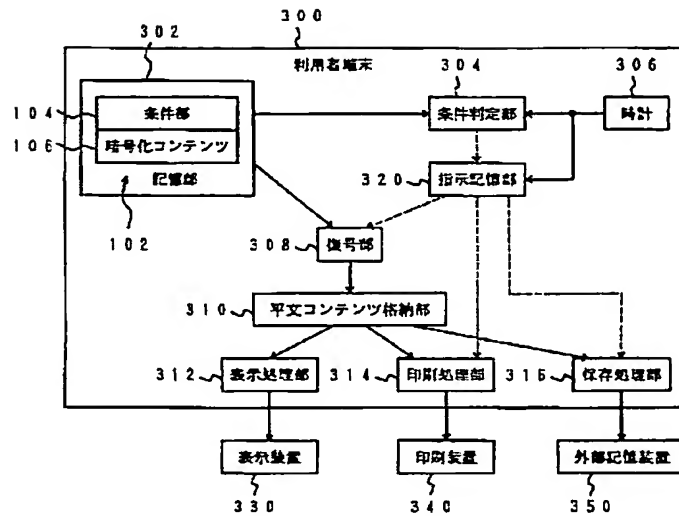 300
302
利用者端末
304
306
104
条件部
条件判定部
時計
106
暗号化コンテンツ
記憶部
320
指示記憶部
102
308
復号部
310
平文コンテンツ格納部
312
表示処理部
314
印刷処理部
316
保存処理部
表示装置
印刷装置
外部記憶装置
330
340
350